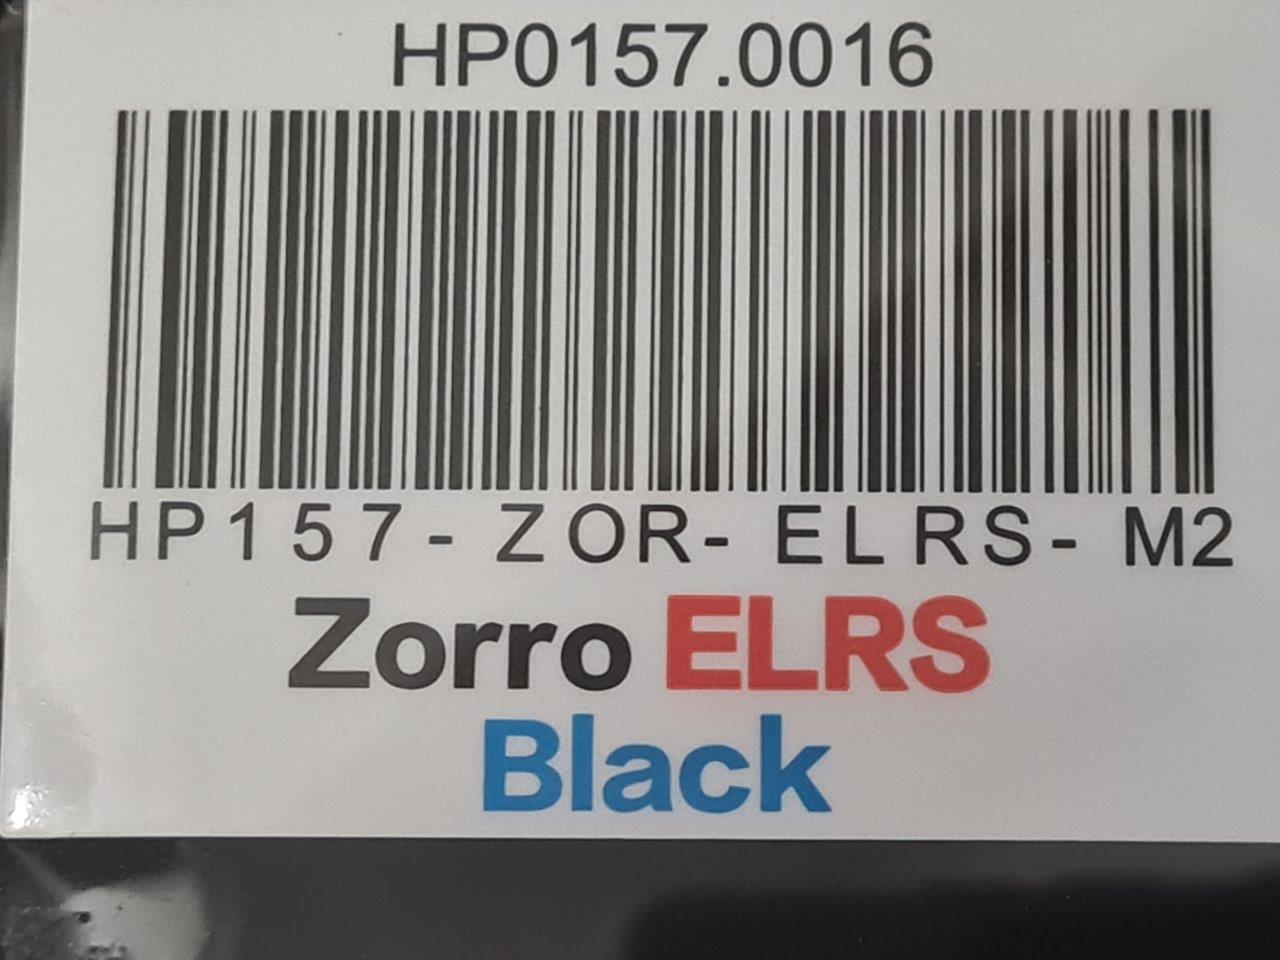 HP0157.0016
HP157-ZOR-ELRS-M2
Zorro ELRS
Black